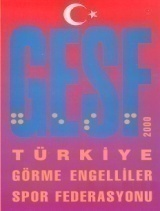 GESF
2000
TÜRKİYE
GÖRME ENGELLİLER
SPOR FEDERASYONU